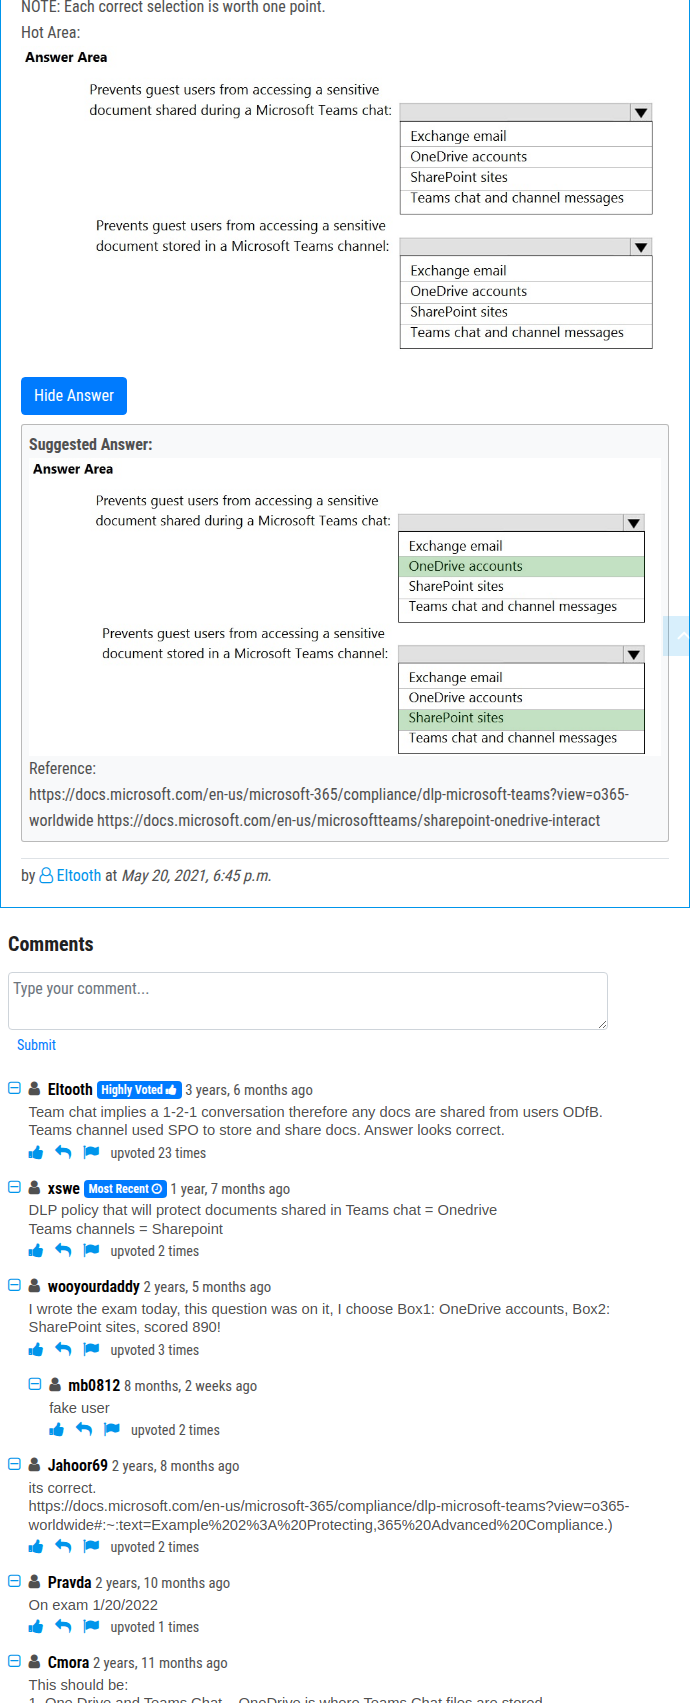 NOTE: Each correct selection is worth one point.
Hot Area:
Answer Area
Prevents guest users from accessing a sensitive
document shared during a Microsoft Teams chat:
Exchange email
OneDrive accounts
SharePoint sites
Teams chat and channel messages
Prevents guest users from accessing a sensitive
document stored in a Microsoft Teams channel:
Exchange email
OneDrive accounts
SharePoint sites
Teams chat and channel messages
Hide Answer
Suggested Answer:
Answer Area
Prevents guest users from accessing a sensitive
document shared during a Microsoft Teams chat:
Exchange email
OneDrive accounts
SharePoint sites
Teams chat and channel messages
Prevents guest users from accessing a sensitive
document stored in a Microsoft Teams channel:
Exchange email
OneDrive accounts
SharePoint sites
Teams chat and channel messages
Reference:
https://docs.microsoft.com/en-us/microsoft-365/compliance/dlp-microsoft-teams?view=o365-
worldwide https://docs.microsoft.com/en-us/microsoftteams/sharepoint-onedrive-interact
by Eltooth at May 20, 2021, 6:45 p.m.
Comments
Type your comment...
Submit
Eltooth Highly Voted 3 years, 6 months ago
Team chat implies a 1-2-1 conversation therefore any docs are shared from users ODfB.
Teams channel used SPO to store and share docs. Answer looks correct.
upvoted 23 times
xswe Most Recent 1 year, 7 months ago
DLP policy that will protect documents shared in Teams chat = Onedrive
Teams channels = Sharepoint
upvoted 2 times
wooyourdaddy 2 years, 5 months ago
I wrote the exam today, this question was on it, I choose Box1: OneDrive accounts, Box2:
SharePoint sites, scored 890!
upvoted 3 times
mb0812 8 months, 2 weeks ago
fake user
upvoted 2 times
Jahoor69 2 years, 8 months ago
its correct.
https://docs.microsoft.com/en-us/microsoft-365/compliance/dlp-microsoft-teams?view=o365-
worldwide#:~:text=Example%202%3A%20Protecting,365%20Advanced%20Compliance.)
upvoted 2 times
Pravda 2 years, 10 months ago
On exam 1/20/2022
upvoted 1 times
Cmora 2 years, 11 months ago
This should be:
1. One Drive and Teams Chat - OneDrive is where Teams Chat files are stored